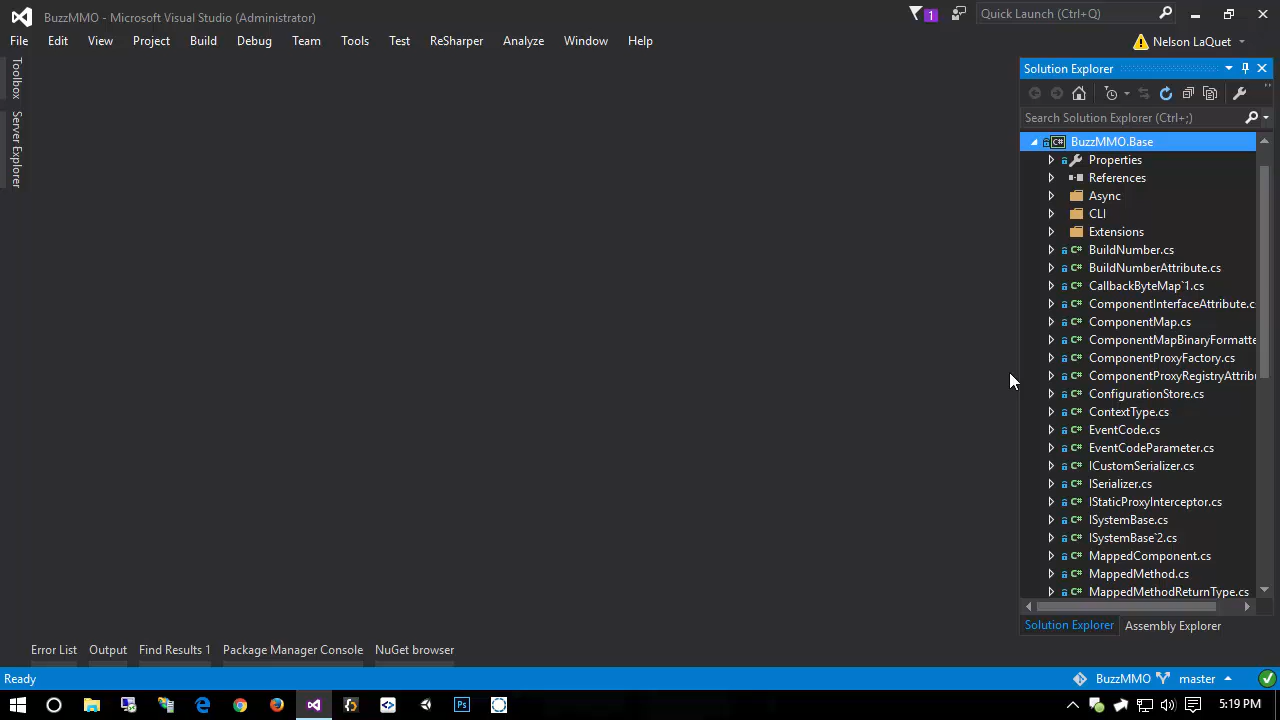 BuzzMMO - Microsoft Visual Studio (Administrator)
1
Quick Launch (Ctrl+Q)
File Edit View Project Build Debug Team Tools Test ReSharper Analyze Window Help
Nelson LaQuet
Toolbox
Server Explorer
Solution Explorer
Search Solution Explorer (Ctrl+;)
C# BuzzMMO.Base
Properties
References
Async
CLI
Extensions
C# BuildNumber.cs
C# BuildNumberAttribute.cs
C# CallbackByteMap`1.cs
C# ComponentInterfaceAttribute.c
C# ComponentMap.cs
C# ComponentMapBinaryFormatte
C# ComponentProxyFactory.cs
C# ComponentProxyRegistryAttribu
C# ConfigurationStore.cs
C# ContextType.cs
C# EventCode.cs
C# EventCodeParameter.cs
C# ICustomSerializer.cs
C# ISerializer.cs
C# IStaticProxyInterceptor.cs
C# ISystemBase.cs
C# ISystemBase`2.cs
C# MappedComponent.cs
C# MappedMethod.cs
C# MappedMethodReturnType.cs
Solution Explorer Assembly Explorer
Error List Output Find Results 1 Package Manager Console NuGet browser
Ready
BuzzMMO master
Ps
5:19 PM